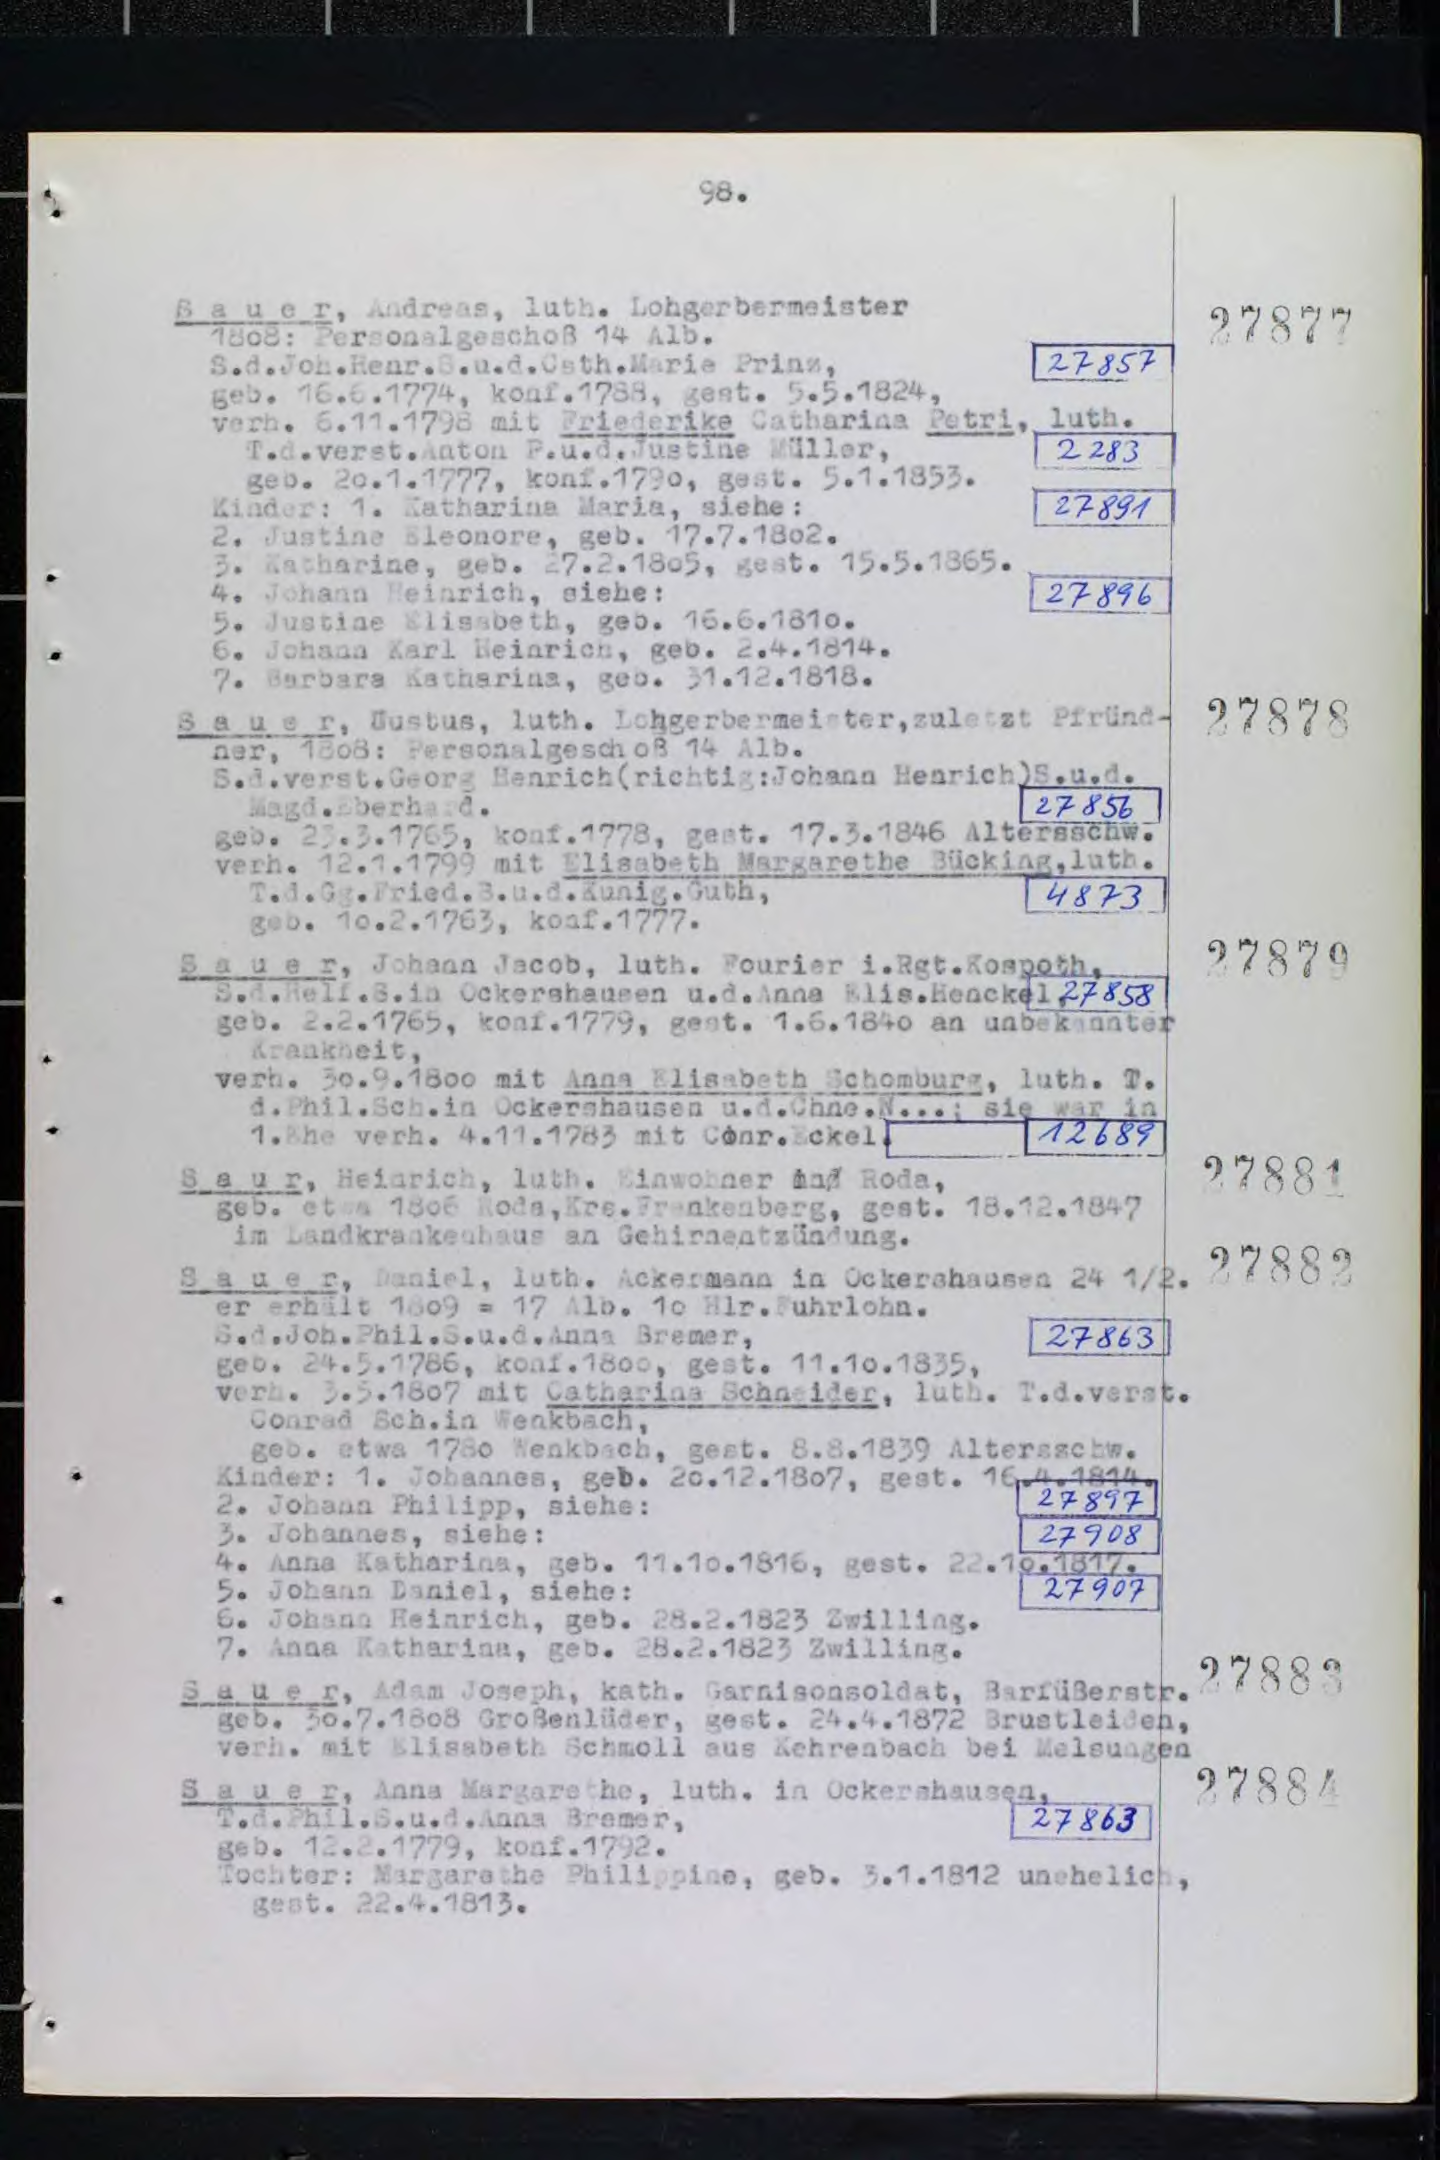 98.
S a u e r, Andreas, luth. Lohgerbermeister
27877
1808: Personalgeschoß 14 Alb.
S.d.Joh.Henr.S.u.d.Cath.Marie Prinz, 27857
geb. 16.6.1774, konf.1788, gest. 5.5.1824,
verh. 6.11.1798 mit Friederike Catharina Petri, luth.
T.d.verst.Anton P.u.d.Justine Müller, 2283
geb. 20.1.1777, konf.1790, gest. 5.1.1853.
Kinder: 1. Katharina Maria, siehe: 27891
2. Justine Eleonore, geb. 17.7.1802.
3. Katharine, geb. 27.2.1805, gest. 15.5.1865.
4. Johann Heinrich, siehe: 27896
5. Justine Elisabeth, geb. 16.6.1810.
6. Johann Karl Heinrich, geb. 2.4.1814.
7. Barbara Katharina, geb. 31.12.1818.
S a u e r, Justus, luth. Lohgerbermeister,zuletzt Pfründ-
27878
ner, 1808: Personalgeschoß 14 Alb.
S.d.verst.Georg Henrich(richtig:Johann Henrich)S.u.d.
Magd.Eberhard. 27856
geb. 23.3.1765, konf.1778, gest. 17.3.1846 Altersschw.
verh. 12.1.1799 mit Elisabeth Margarethe Bücking,luth.
T.d.Gg.Fried.B.u.d.Kunig.Guth, 4873
geb. 10.2.1763, konf.1777.
S a u e r, Johann Jacob, luth. Fourier i.Rgt.Kospoth,
27879
S.d.Helf.S.in Ockershausen u.d.Anna Elis.Henckel, 27858
geb. 2.2.1765, konf.1779, gest. 1.6.1840 an unbekannter
Krankheit,
verh. 30.9.1800 mit Anna Elisabeth Schomburg, luth. T.
d.Phil.Sch.in Ockershausen u.d.Chne.N...; sie war in
1.Ehe verh. 4.11.1783 mit Conr.Eckel. 12689
S a u r, Heinrich, luth. Einwohner in Roda,
27881
geb. etwa 1806 Roda,Krs.Frankenberg, gest. 18.12.1847
im Landkrankenhaus an Gehirnentzündung.
S a u e r, Daniel, luth. Ackermann in Ockershausen 24 1/2.
27882
er erhält 1809 = 17 Alb. 10 Hlr.Fuhrlohn.
S.d.Joh.Phil.S.u.d.Anna Bremer, 27863
geb. 24.5.1786, konf.1800, gest. 11.10.1835,
verh. 3.5.1807 mit Catharina Schneider, luth. T.d.verst.
Conrad Sch.in Wenkbach,
geb. etwa 1780 Wenkbach, gest. 8.8.1839 Altersschw.
Kinder: 1. Johannes, geb. 20.12.1807, gest. 16.4.1814.
2. Johann Philipp, siehe: 27897
3. Johannes, siehe: 27908
4. Anna Katharina, geb. 11.10.1816, gest. 22.10.1817.
5. Johann Daniel, siehe: 27907
6. Johann Heinrich, geb. 28.2.1823 Zwilling.
7. Anna Katharina, geb. 28.2.1823 Zwilling.
S a u e r, Adam Joseph, kath. Garnisonsoldat, Barfüßerstr.
27883
geb. 30.7.1808 Großenlüder, gest. 24.4.1872 Brustleiden,
verh. mit Elisabeth Schmoll aus Kehrenbach bei Melsungen
S a u e r, Anna Margarethe, luth. in Ockershausen,
27884
T.d.Phil.S.u.d.Anna Bremer, 27863
geb. 12.2.1779, konf.1792.
Tochter: Margarethe Philippine, geb. 3.1.1812 unehelich,
gest. 22.4.1813.